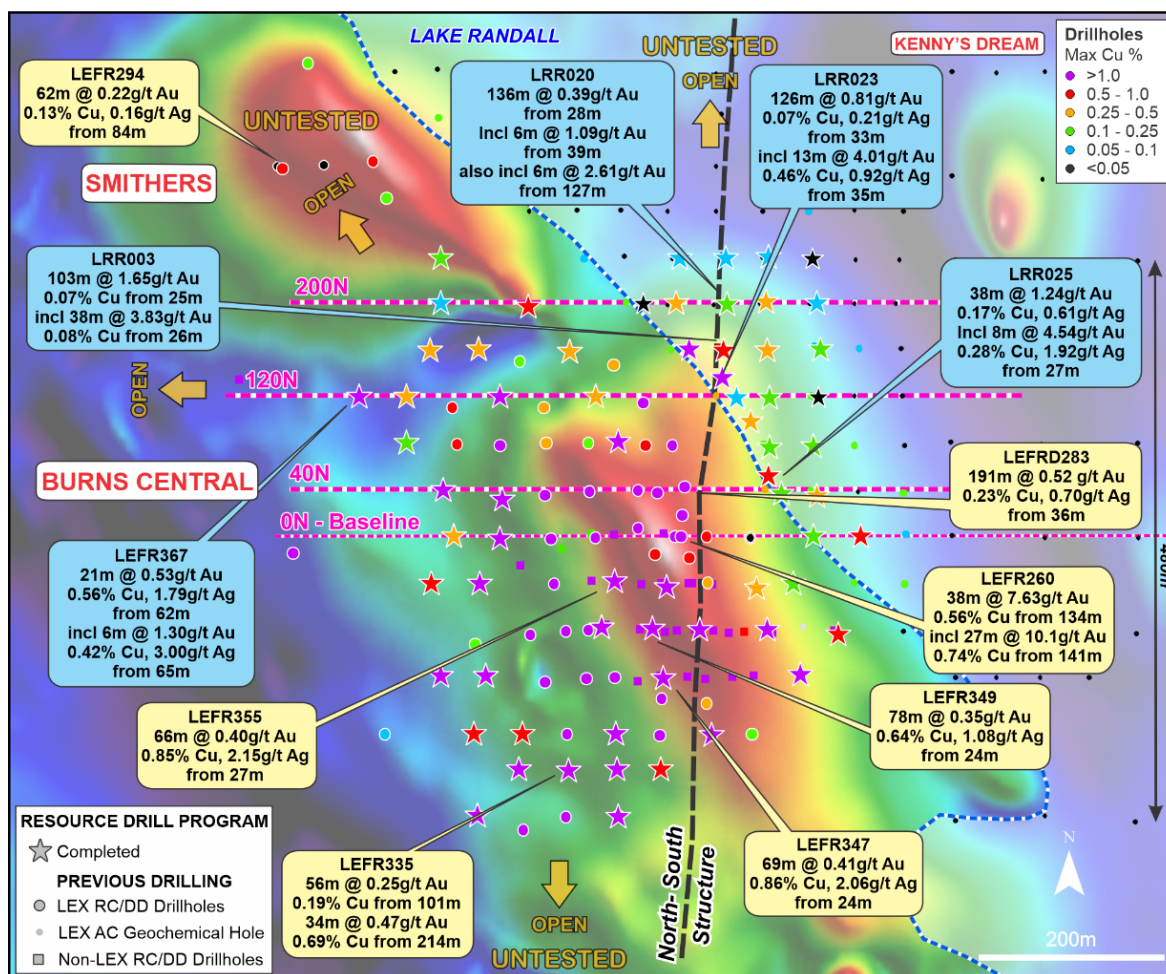 LAKE RANDALL
UNTESTED
OPEN
KENNY'S DREAM
Drillholes
Max Cu %
>1.0
0.5 - 1.0
0.25 - 0.5
0.1 - 0.25
0.05 - 0.1
<0.05
LEFR294
62m @ 0.22g/t Au
0.13% Cu, 0.16g/t Ag
from 84m
UNTESTED
OPEN
SMITHERS
LRR020
136m @ 0.39g/t Au
from 28m
Incl 6m @ 1.09g/t Au
from 39m
also incl 6m @ 2.61g/t Au
from 127m
LRR023
126m @ 0.81g/t Au
0.07% Cu, 0.21g/t Ag
from 33m
incl 13m @ 4.01g/t Au
0.46% Cu, 0.92g/t Ag
from 35m
LRR003
103m @ 1.65g/t Au
0.07% Cu from 25m
incl 38m @ 3.83g/t Au
0.08% Cu from 26m
200N
LRR025
38m @ 1.24g/t Au
0.17% Cu, 0.61g/t Ag
Incl 8m @ 4.54g/t Au
0.28% Cu, 1.92g/t Ag
from 27m
OPEN
120N
BURNS CENTRAL
40N
0N - Baseline
LEFRD283
191m @ 0.52 g/t Au
0.23% Cu, 0.70g/t Ag
from 36m
LEFR367
21m @ 0.53g/t Au
0.56% Cu, 1.79g/t Ag
from 62m
incl 6m @ 1.30g/t Au
0.42% Cu, 3.00g/t Ag
from 65m
LEFR260
38m @ 7.63g/t Au
0.56% Cu from 134m
incl 27m @ 10.1g/t Au
0.74% Cu from 141m
LEFR355
66m @ 0.40g/t Au
0.85% Cu, 2.15g/t Ag
from 27m
LEFR349
78m @ 0.35g/t Au
0.64% Cu, 1.08g/t Ag
from 24m
RESOURCE DRILL PROGRAM
Completed
PREVIOUS DRILLING
LEX RC/DD Drillholes
LEX AC Geochemical Hole
Non-LEX RC/DD Drillholes
LEFR335
56m @ 0.25g/t Au
0.19% Cu from 101m
34m @ 0.47g/t Au
0.69% Cu from 214m
OPEN
UNTESTED
North- South
Structure
LEFR347
69m @ 0.41g/t Au
0.86% Cu, 2.06g/t Ag
from 24m
N
200m